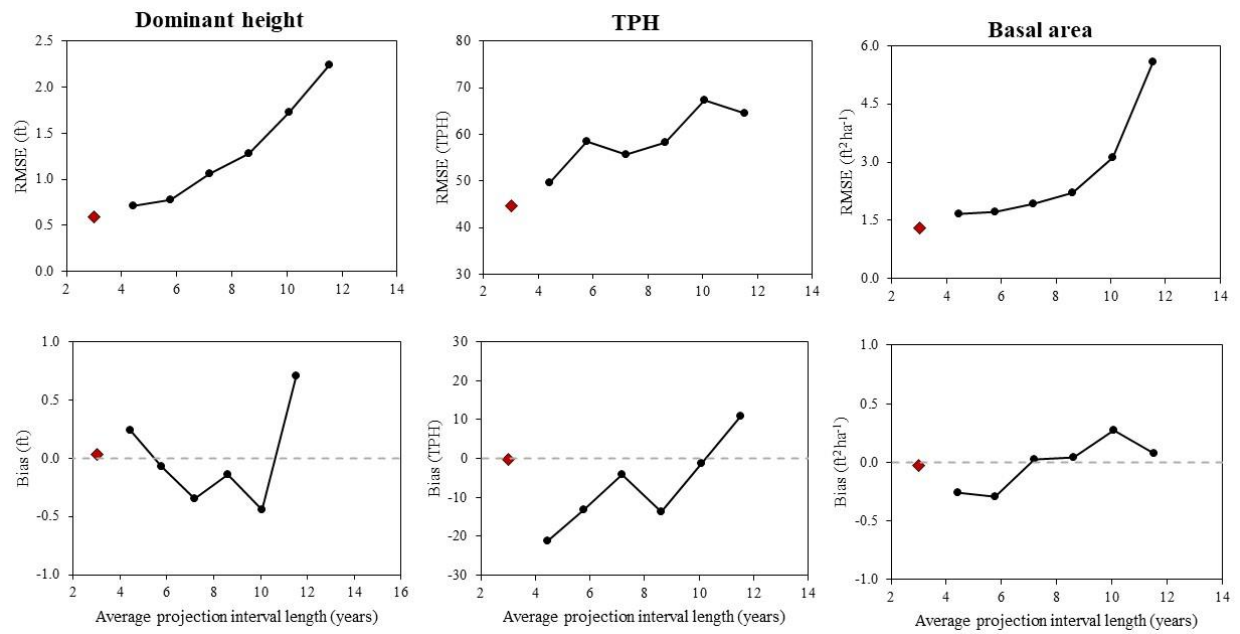 Dominant height
TPH
Basal area
2.5
2.0
1.5
1.0
0.5
0.0
RMSE (ft)
2 4 6 8 10 12 14
80
70
60
50
40
30
RMSE (TPH)
2 4 6 8 10 12 14
6.0
4.5
3.0
1.5
0.0
RMSE (ft² ha⁻¹)
2 4 6 8 10 12 14
1.0
0.5
0.0
-0.5
-1.0
Bias (ft)
2 4 6 8 10 12 14 16
Average projection interval length (years)
30
20
10
0
-10
-20
-30
Bias (TPH)
2 4 6 8 10 12 14
Average projection interval length (years)
1.0
0.5
0.0
-0.5
-1.0
Bias (ft² ha⁻¹)
2 4 6 8 10 12 14
Average projection interval length (years)